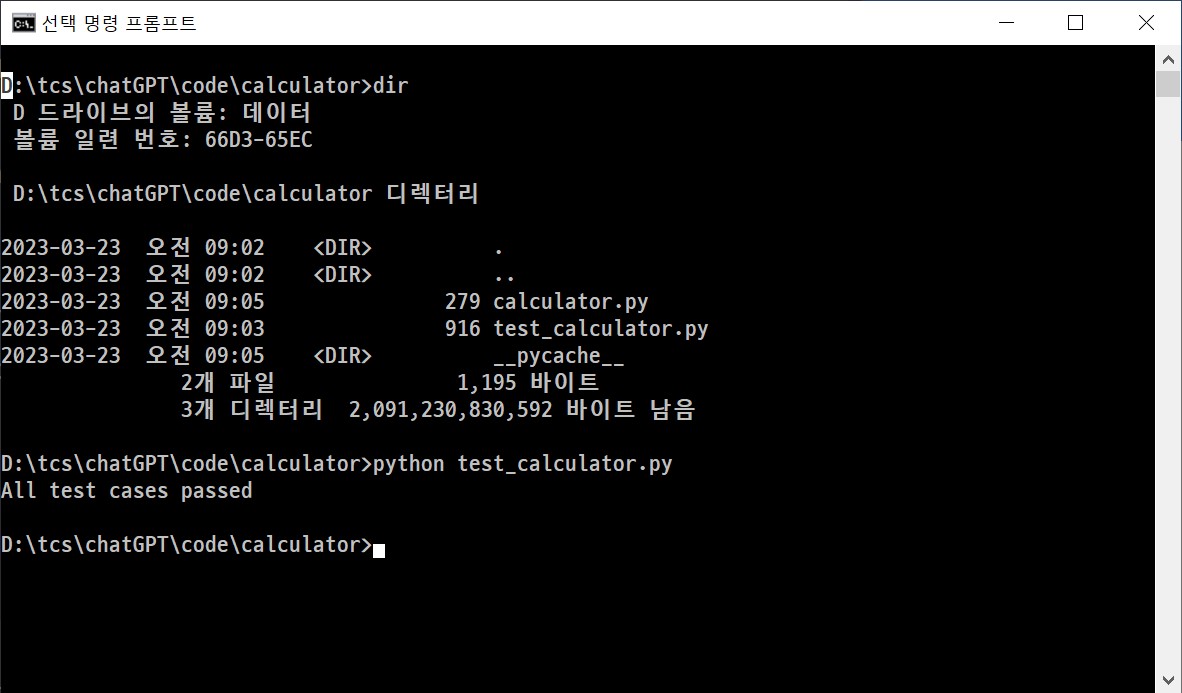 선택 명령 프롬프트
D:\tcs\chatGPT\code\calculator>dir
D 드라이브의 볼륨: 데이터
볼륨 일련 번호: 66D3-65EC
D:\tcs\chatGPT\code\calculator 디렉터리
2023-03-23  오전 09:02    <DIR>          .
2023-03-23  오전 09:02    <DIR>          ..
2023-03-23  오전 09:05               279 calculator.py
2023-03-23  오전 09:03               916 test_calculator.py
2023-03-23  오전 09:05    <DIR>          __pycache__
2개 파일               1,195 바이트
3개 디렉터리  2,091,230,830,592 바이트 남음
D:\tcs\chatGPT\code\calculator>python test_calculator.py
All test cases passed
D:\tcs\chatGPT\code\calculator>